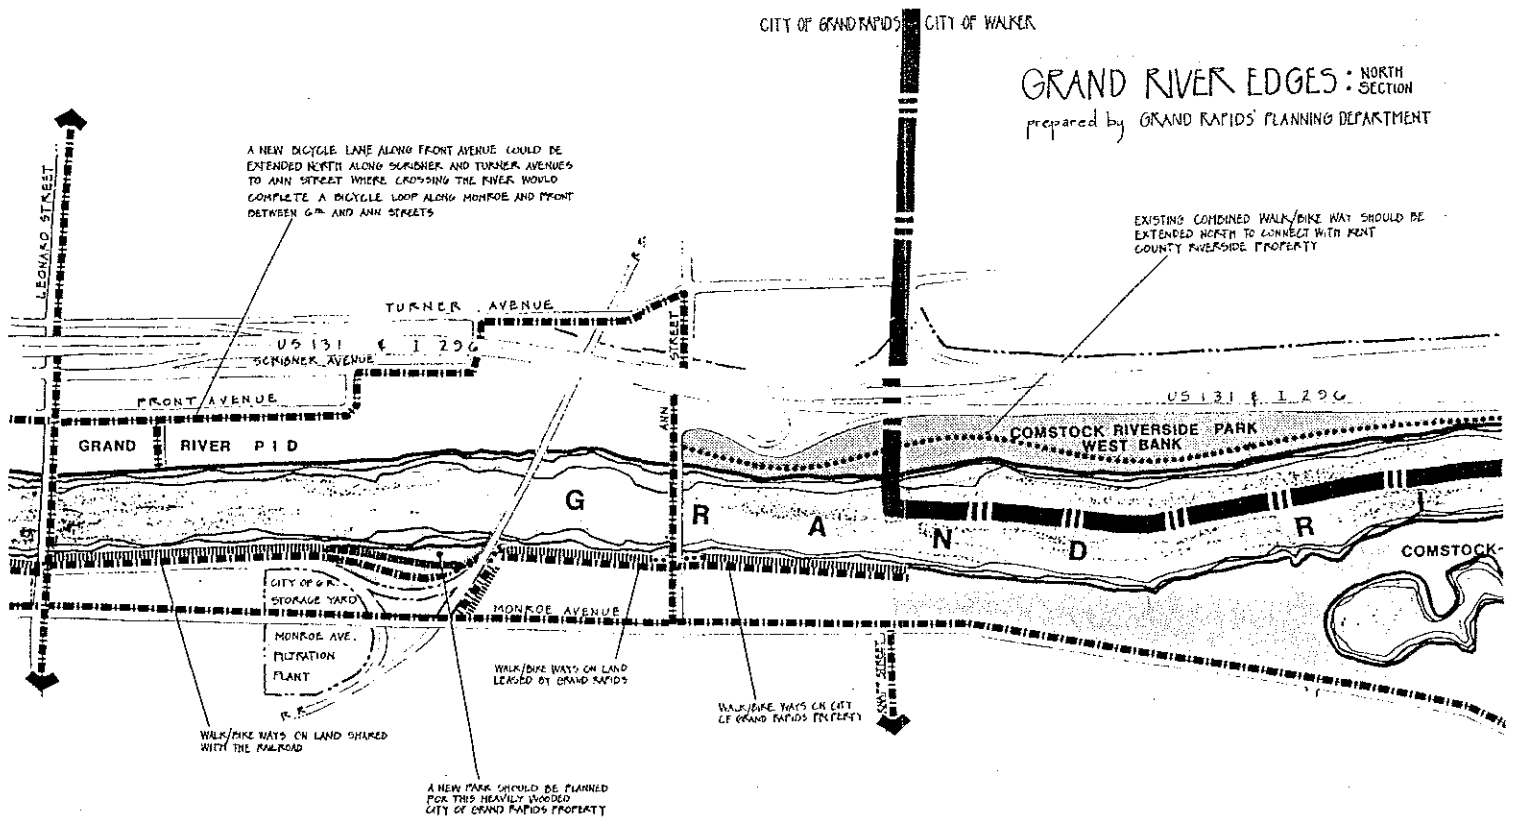 CITY OF GRAND RAPIDS
CITY OF WALKER
GRAND RIVER EDGES: NORTH
SECTION
prepared by GRAND RAPIDS' PLANNING DEPARTMENT
A NEW BICYCLE LANE ALONG FRONT AVENUE COULD BE
EXTENDED NORTH ALONG SCRIBNER AND TURNER AVENUES
TO ANN STREET WHERE CROSSING THE RIVER WOULD
COMPLETE A BICYCLE LOOP ALONG MONROE AND FRONT
BETWEEN 6TH AND ANN STREETS
EXISTING COMBINED WALK/BIKE WAY SHOULD BE
EXTENDED NORTH TO CONNECT WITH KENT
COUNTY RIVERSIDE PROPERTY
LEONARD STREET
R R
TURNER AVENUE
US 131 & I 296
SCRIBNER AVENUE
STREET
ANN
FRONT AVENUE
US 131 & I 296
GRAND RIVER P I D
COMSTOCK RIVERSIDE PARK
WEST BANK
G R A N D R I
COMSTOCK-
CITY OF G.R.
STORAGE YARD
MONROE AVENUE
MONROE AVE.
FILTRATION
PLANT
R.R.
STREET
WALK/BIKE WAYS ON LAND
LEASED BY GRAND RAPIDS
WALK/BIKE WAYS ON CITY
OF GRAND RAPIDS PROPERTY
WALK/BIKE WAYS ON LAND SHARED
WITH THE RAILROAD
A NEW PARK SHOULD BE PLANNED
FOR THIS HEAVILY WOODED
CITY OF GRAND RAPIDS PROPERTY